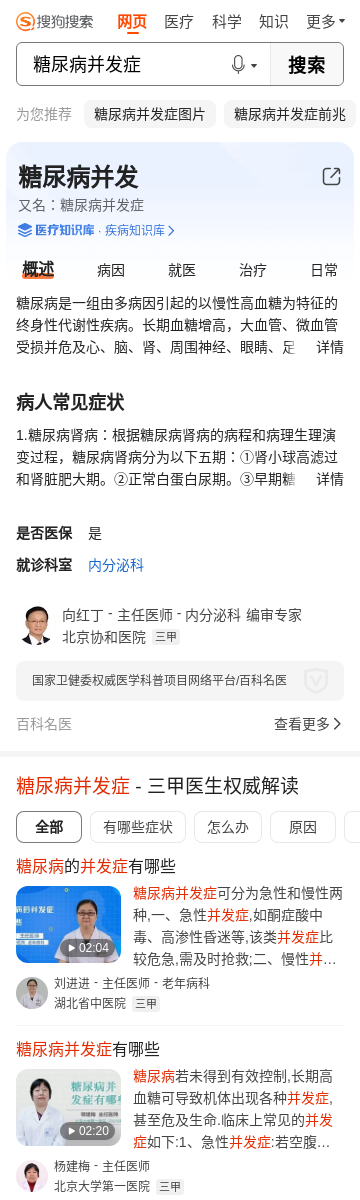 搜狗搜索 网页 医疗 科学 知识 更多
糖尿病并发症 搜索
为您推荐 糖尿病并发症图片 糖尿病并发症前兆
糖尿病并发
又名：糖尿病并发症
医疗知识库 · 疾病知识库
概述 病因 就医 治疗 日常
糖尿病是一组由多病因引起的以慢性高血糖为特征的
终身性代谢性疾病。长期血糖增高，大血管、微血管
受损并危及心、脑、肾、周围神经、眼睛、足 详情
病人常见症状
1.糖尿病肾病：根据糖尿病肾病的病程和病理生理演
变过程，糖尿病肾病分为以下五期：①肾小球高滤过
和肾脏肥大期。②正常白蛋白尿期。③早期糖 详情
是否医保 是
就诊科室 内分泌科
向红丁 - 主任医师 - 内分泌科 编审专家
北京协和医院 三甲
国家卫健委权威医学科普项目网络平台/百科名医
百科名医 查看更多
糖尿病并发症 - 三甲医生权威解读
全部 有哪些症状 怎么办 原因
糖尿病的并发症有哪些
02:04
糖尿病并发症可分为急性和慢性两
种,一、急性并发症,如酮症酸中
毒、高渗性昏迷等,该类并发症比
较危急,需及时抢救;二、慢性并...
刘进进 - 主任医师 - 老年病科
湖北省中医院 三甲
糖尿病并发症有哪些
02:20
糖尿病若未得到有效控制,长期高
血糖可导致机体出现各种并发症,
甚至危及生命.临床上常见的并发
症如下:1、急性并发症:若空腹...
杨建梅 - 主任医师
北京大学第一医院 三甲